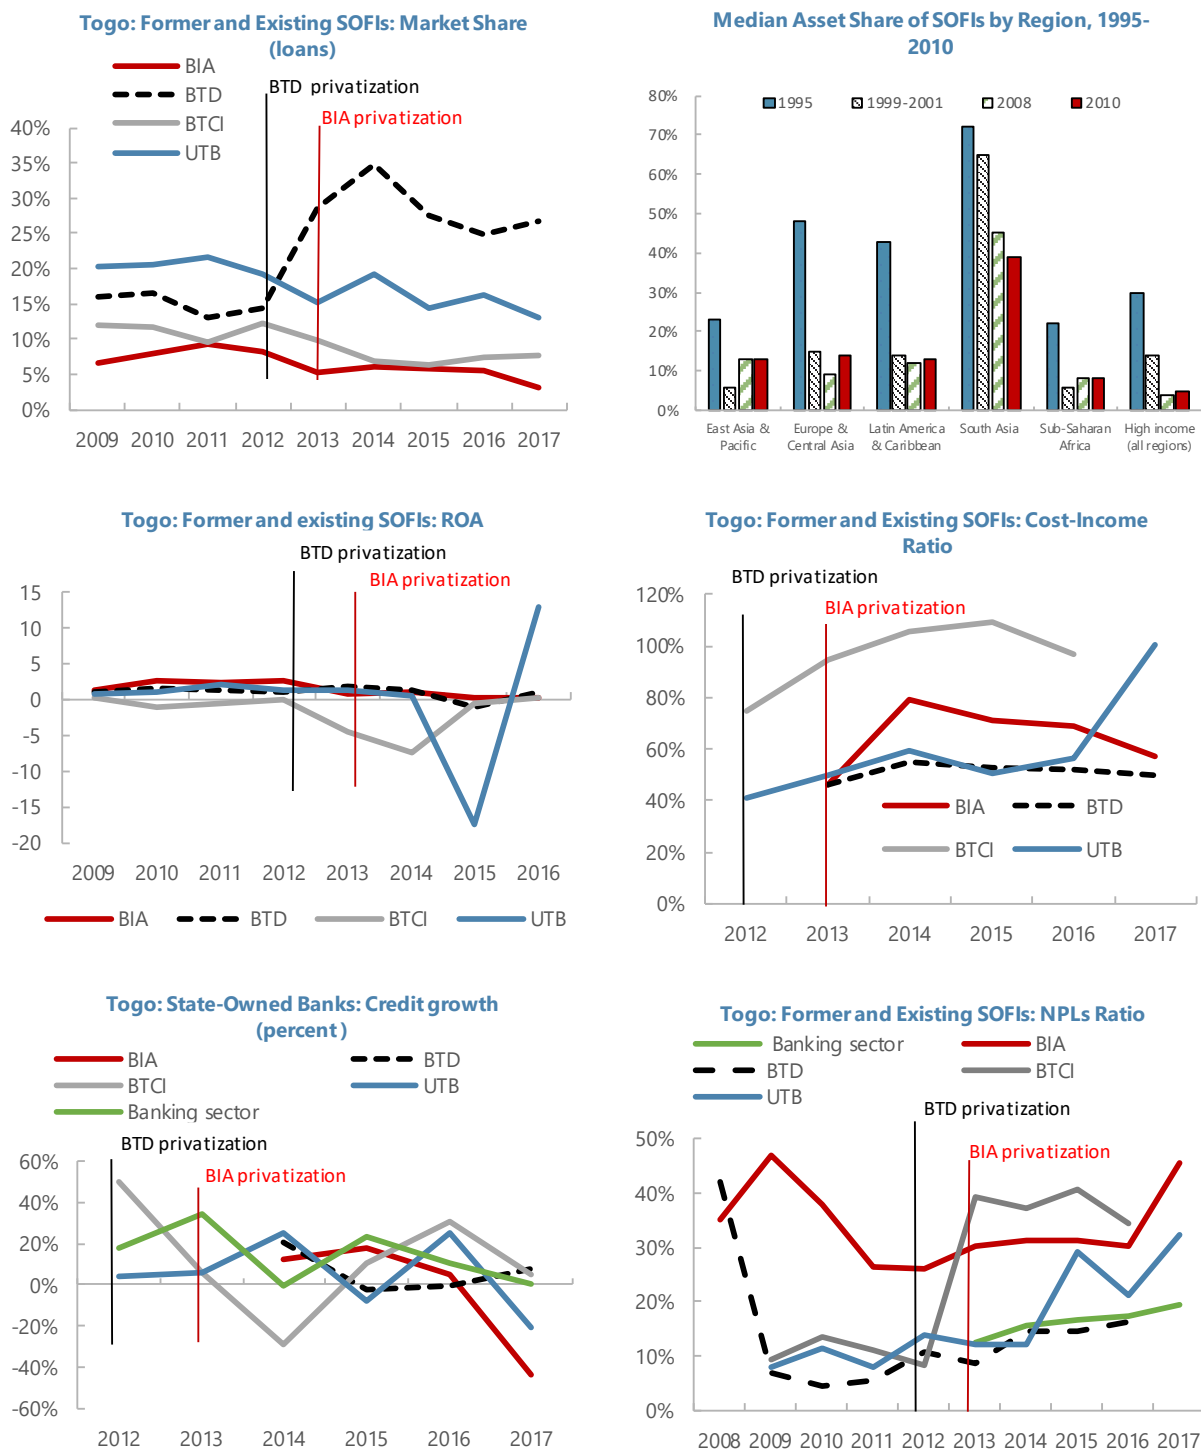 Togo: Former and Existing SOFIs: Market Share
(loans)
BIA
BTD
BTCI
UTB
BTD privatization
BIA privatization
40%
35%
30%
25%
20%
15%
10%
5%
0%
2009 2010 2011 2012 2013 2014 2015 2016 2017
Median Asset Share of SOFIs by Region, 1995-
2010
1995 1999-2001 2008 2010
80%
70%
60%
50%
40%
30%
20%
10%
0%
East Asia & Pacific
Europe & Central Asia
Latin America & Caribbean
South Asia
Sub-Saharan Africa
High income (all regions)
Togo: Former and existing SOFIs: ROA
BTD privatization
BIA privatization
15
10
5
0
-5
-10
-15
-20
2009 2010 2011 2012 2013 2014 2015 2016
BIA BTD BTCI UTB
Togo: Former and Existing SOFIs: Cost-Income
Ratio
BTD privatization
BIA privatization
120%
100%
80%
60%
40%
20%
0%
BIA BTD
BTCI UTB
2012 2013 2014 2015 2016 2017
Togo: State-Owned Banks: Credit growth
(percent )
BIA BTD
BTCI UTB
Banking sector
BTD privatization
BIA privatization
60%
40%
20%
0%
-20%
-40%
-60%
2012 2013 2014 2015 2016 2017
Togo: Former and Existing SOFIs: NPLs Ratio
Banking sector BIA
BTD BTCI
UTB
BTD privatization
BIA privatization
50%
40%
30%
20%
10%
0%
2008 2009 2010 2011 2012 2013 2014 2015 2016 2017